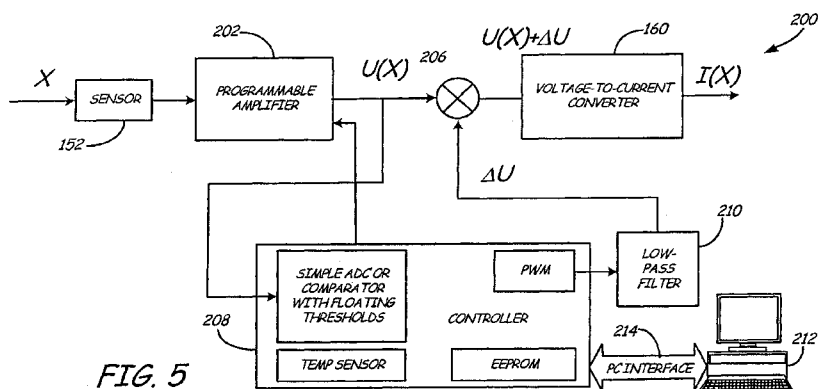 200
202
160
206
U(X)
U(X)+ΔU
X
SENSOR
PROGRAMMABLE
AMPLIFIER
VOLTAGE-TO-CURRENT
CONVERTER
I(X)
152
ΔU
210
LOW-
PASS
FILTER
SIMPLE ADC OR
COMPARATOR
WITH FLOATING
THRESHOLDS
PWM
CONTROLLER
208
214
212
TEMP SENSOR
EEPROM
PC INTERFACE
FIG. 5